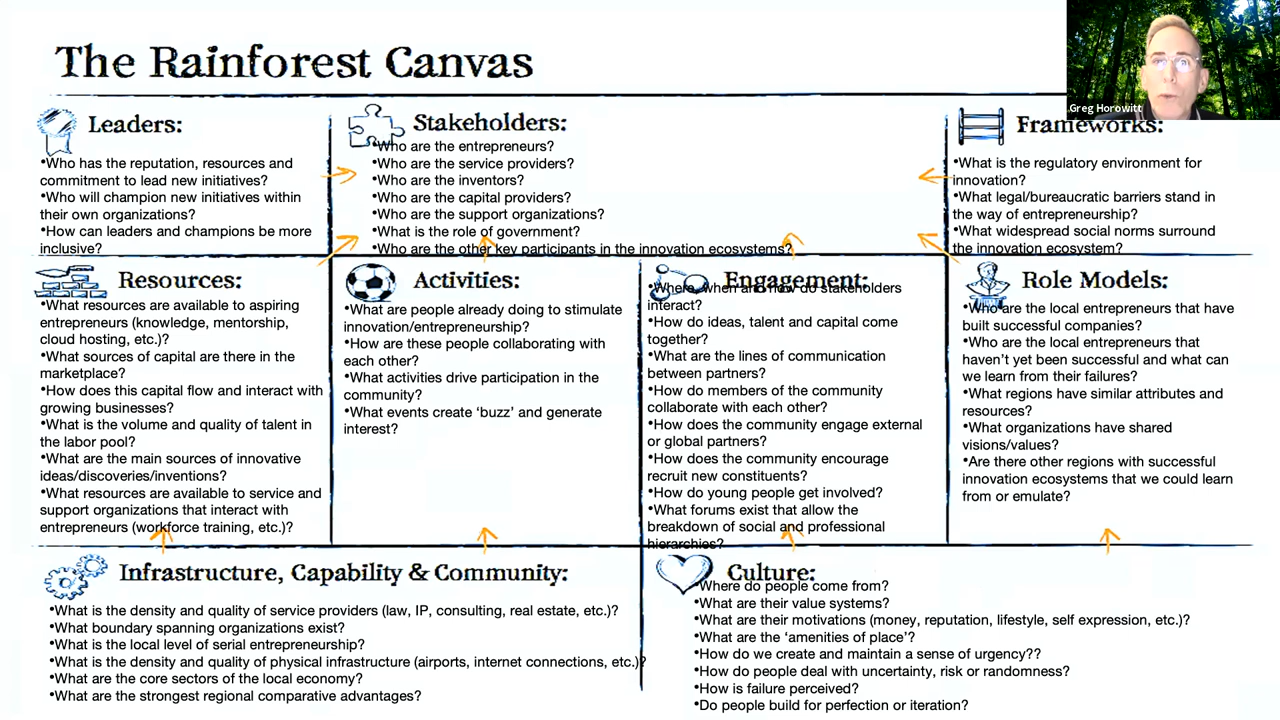 The Rainforest Canvas
Greg Horowitt
Leaders:
•Who has the reputation, resources and
commitment to lead new initiatives?
•Who will champion new initiatives within
their own organizations?
•How can leaders and champions be more
inclusive?
Stakeholders:
•Who are the entrepreneurs?
•Who are the service providers?
•Who are the inventors?
•Who are the capital providers?
•Who are the support organizations?
•What is the role of government?
•Who are the other key participants in the innovation ecosystems?
Frameworks:
•What is the regulatory environment for
innovation?
•What legal/bureaucratic barriers stand in
the way of entrepreneurship?
•What widespread social norms surround
the innovation ecosystem?
Resources:
•What resources are available to aspiring
entrepreneurs (knowledge, mentorship,
cloud hosting, etc.)?
•What sources of capital are there in the
marketplace?
•How does this capital flow and interact with
growing businesses?
•What is the volume and quality of talent in
the labor pool?
•What are the main sources of innovative
ideas/discoveries/inventions?
•What resources are available to service and
support organizations that interact with
entrepreneurs (workforce training, etc.)?
Activities:
•What are people already doing to stimulate
innovation/entrepreneurship?
•How are these people collaborating with
each other?
•What activities drive participation in the
community?
•What events create ‘buzz’ and generate
interest?
Engagement:
•Where, when and how do stakeholders
interact?
•How do ideas, talent and capital come
together?
•What are the lines of communication
between partners?
•How do members of the community
collaborate with each other?
•How does the community engage external
or global partners?
•How does the community encourage
recruit new constituents?
•How do young people get involved?
•What forums exist that allow the
breakdown of social and professional
hierarchies?
Role Models:
•Who are the local entrepreneurs that have
built successful companies?
•Who are the local entrepreneurs that
haven’t yet been successful and what can
we learn from their failures?
•What regions have similar attributes and
resources?
•What organizations have shared
visions/values?
•Are there other regions with successful
innovation ecosystems that we could learn
from or emulate?
Infrastructure, Capability & Community:
•What is the density and quality of service providers (law, IP, consulting, real estate, etc.)?
•What boundary spanning organizations exist?
•What is the local level of serial entrepreneurship?
•What is the density and quality of physical infrastructure (airports, internet connections, etc.)?
•What are the core sectors of the local economy?
•What are the strongest regional comparative advantages?
Culture:
•Where do people come from?
•What are their value systems?
•What are their motivations (money, reputation, lifestyle, self expression, etc.)?
•What are the ‘amenities of place’?
•How do we create and maintain a sense of urgency??
•How do people deal with uncertainty, risk or randomness?
•How is failure perceived?
•Do people build for perfection or iteration?